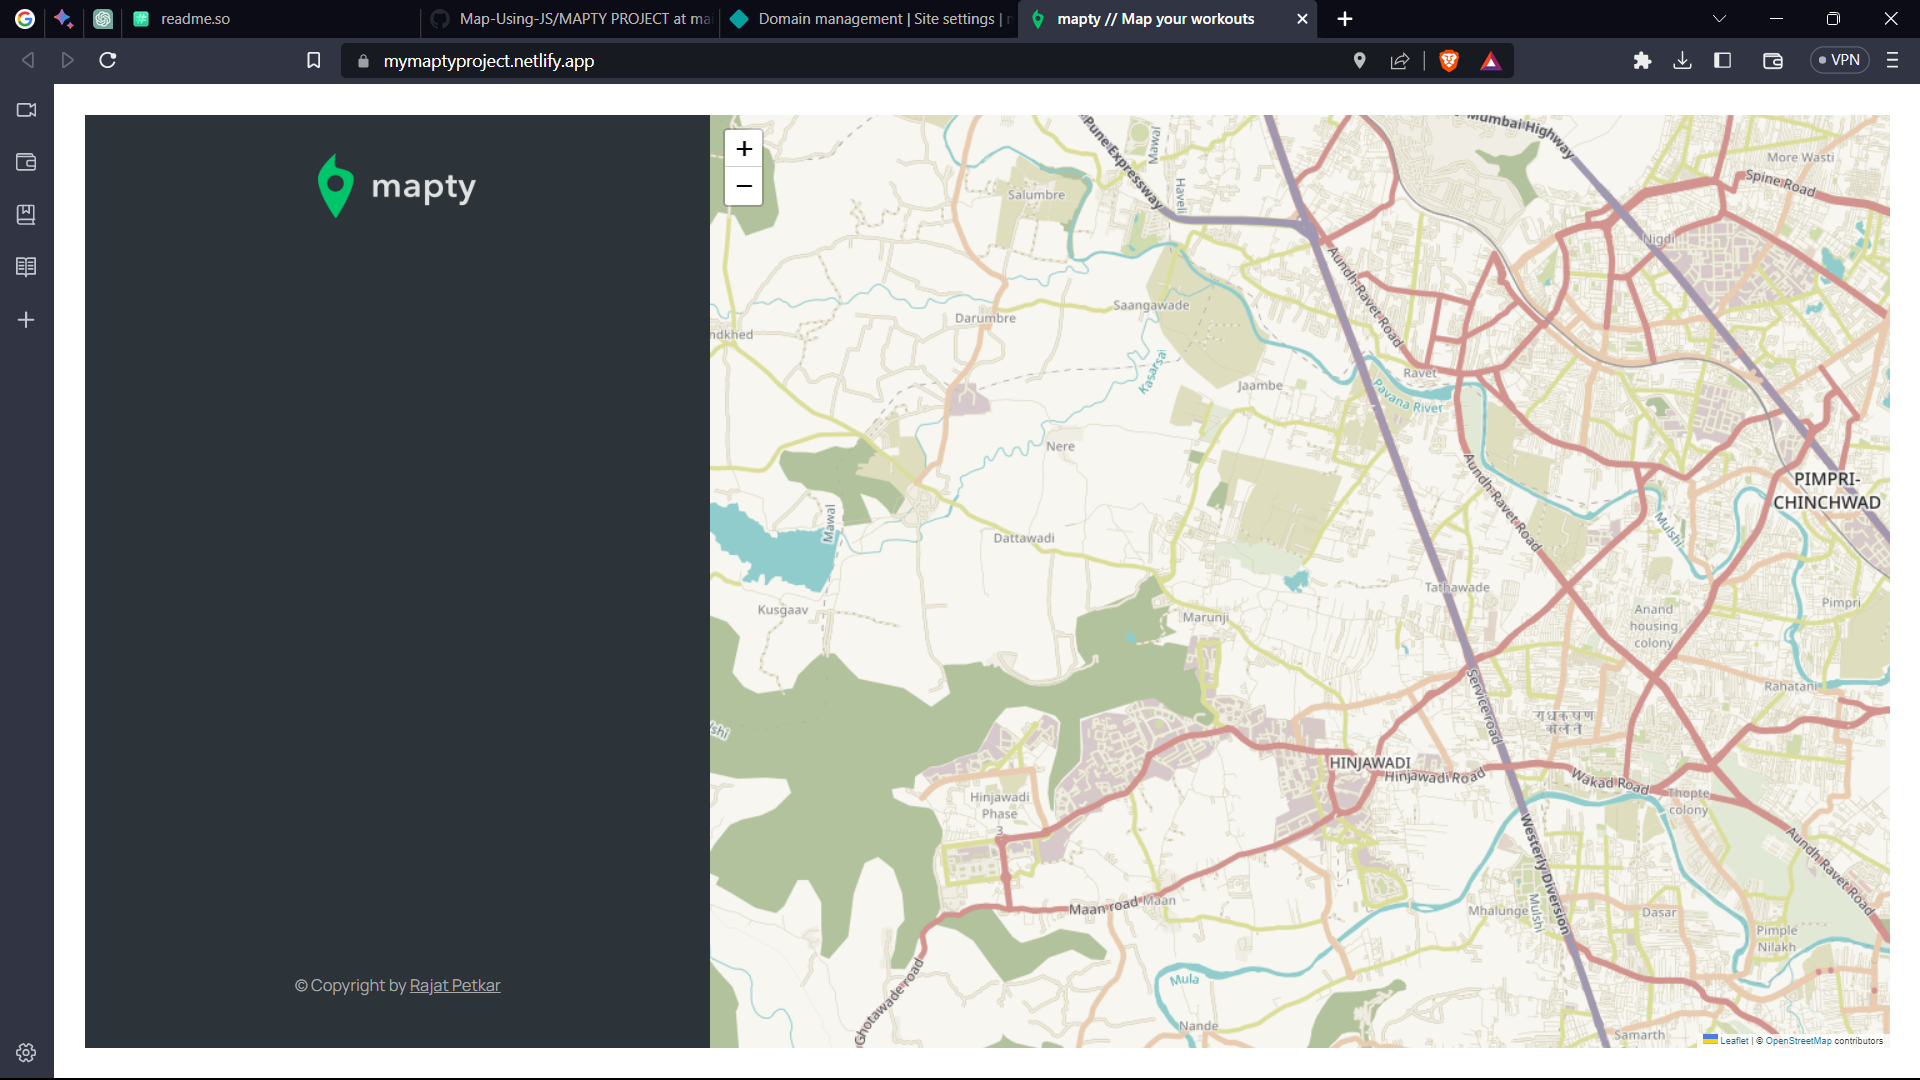 readme.so
Map-Using-JS/MAPTY PROJECT at ma
Domain management | Site settings |
mapty // Map your workouts
mymaptyproject.netlify.app
VPN
mapty
© Copyright by Rajat Petkar
+
−
Pune Expressway
Mawal
Haveli
Mumbai Highway
More Wasti
Spine Road
Salumbre
Nigdi
Aundh-Ravet Road
Saangawade
Darumbre
ndkhed
Kasarsai
Jaambe
Ravet
Pavana River
Nere
Aundh-Ravet Road
PIMPRI-
CHINCHWAD
Mawal
Mulshi
Dattawadi
Tathawade
Kusgaav
Marunji
Anand
housing
colony
Pimpri
Rahatani
Service road
shi
HINJAWADI
Hinjawadi Road
Wakad Road
Hinjawadi
Phase
3
Thopte
colony
Westerly Diversion
Aundh-Ravet Road
Maan road
Maan
Mhalunge
Mulshi
Dasar
Pimple
Nilakh
Ghotawade road
Mula
Nande
Samarth
Leaflet | © OpenStreetMap contributors